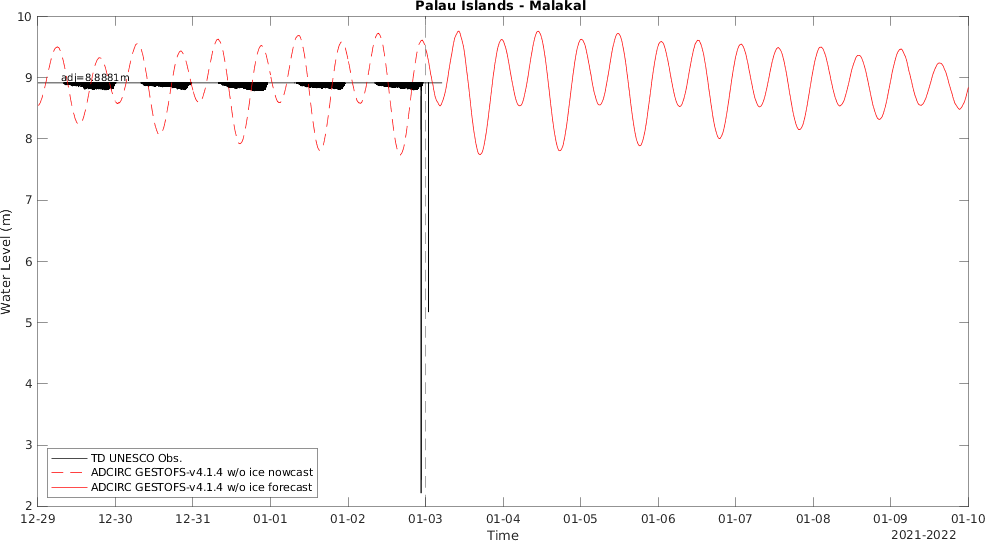 Palau Islands - Malakal
10
9
8
7
6
5
4
3
2
Water Level (m)
adj=8.8881m
TD UNESCO Obs.
ADCIRC GESTOFS-v4.1.4 w/o ice nowcast
ADCIRC GESTOFS-v4.1.4 w/o ice forecast
12-29 12-30 12-31 01-01 01-02 01-03 01-04 01-05 01-06 01-07 01-08 01-09 01-10
Time
2021-2022